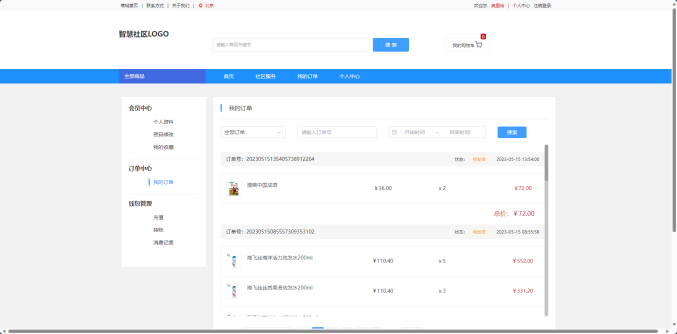 商城首页 | 联系方式 | 关于我们 | 北京
欢迎您 | 个人中心 注销登录
智慧社区LOGO
请输入商品关键字
搜索
我的购物车
0
全部商品
首页
社区服务
我的订单
个人中心
会员中心
个人资料
密码修改
我的收藏
订单中心
我的订单
钱包管理
充值
转账
消费记录
我的订单
全部订单
请输入订单号
开始时间 - 结束时间
搜索
订单号: 20230515135405738912264
状态: 待发货
2023-05-15 13:54:06
¥ 36.00
x 2
¥ 72.00
总价: ¥ 72.00
订单号: 20230515085557309353102
状态: 待发货
2023-05-15 08:55:58
海飞丝海洋活力洗发水200ml
¥ 110.40
x 5
¥ 552.00
海飞丝丝质柔滑洗发水200ml
¥ 110.40
x 3
¥ 331.20